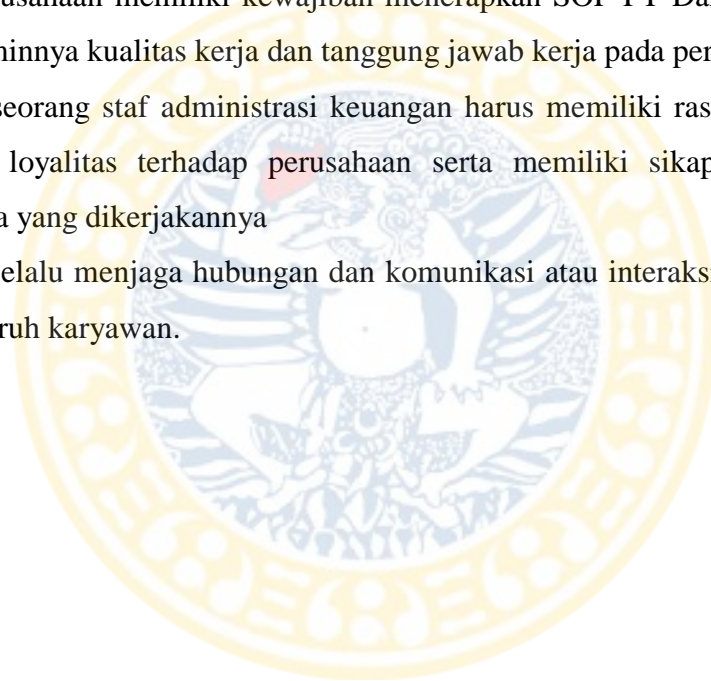 usahaan memiliki kewajiban menerapkan SOP PT Da
ninnya kualitas kerja dan tanggung jawab kerja pada per
seorang staf administrasi keuangan harus memiliki ras
loyalitas terhadap perusahaan serta memiliki sikap
a yang dikerjakannya
elalu menjaga hubungan dan komunikasi atau interaksi
ruh karyawan.